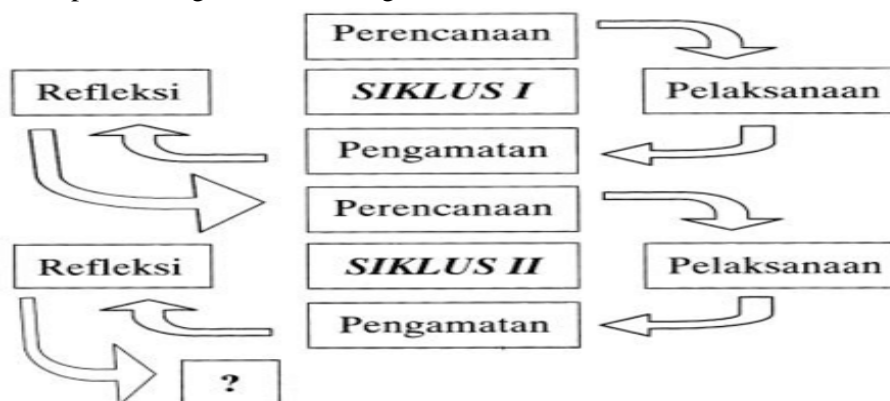 Perencanaan
Refleksi
SIKLUS I
Pelaksanaan
Pengamatan
Perencanaan
Refleksi
SIKLUS II
Pelaksanaan
Pengamatan
?